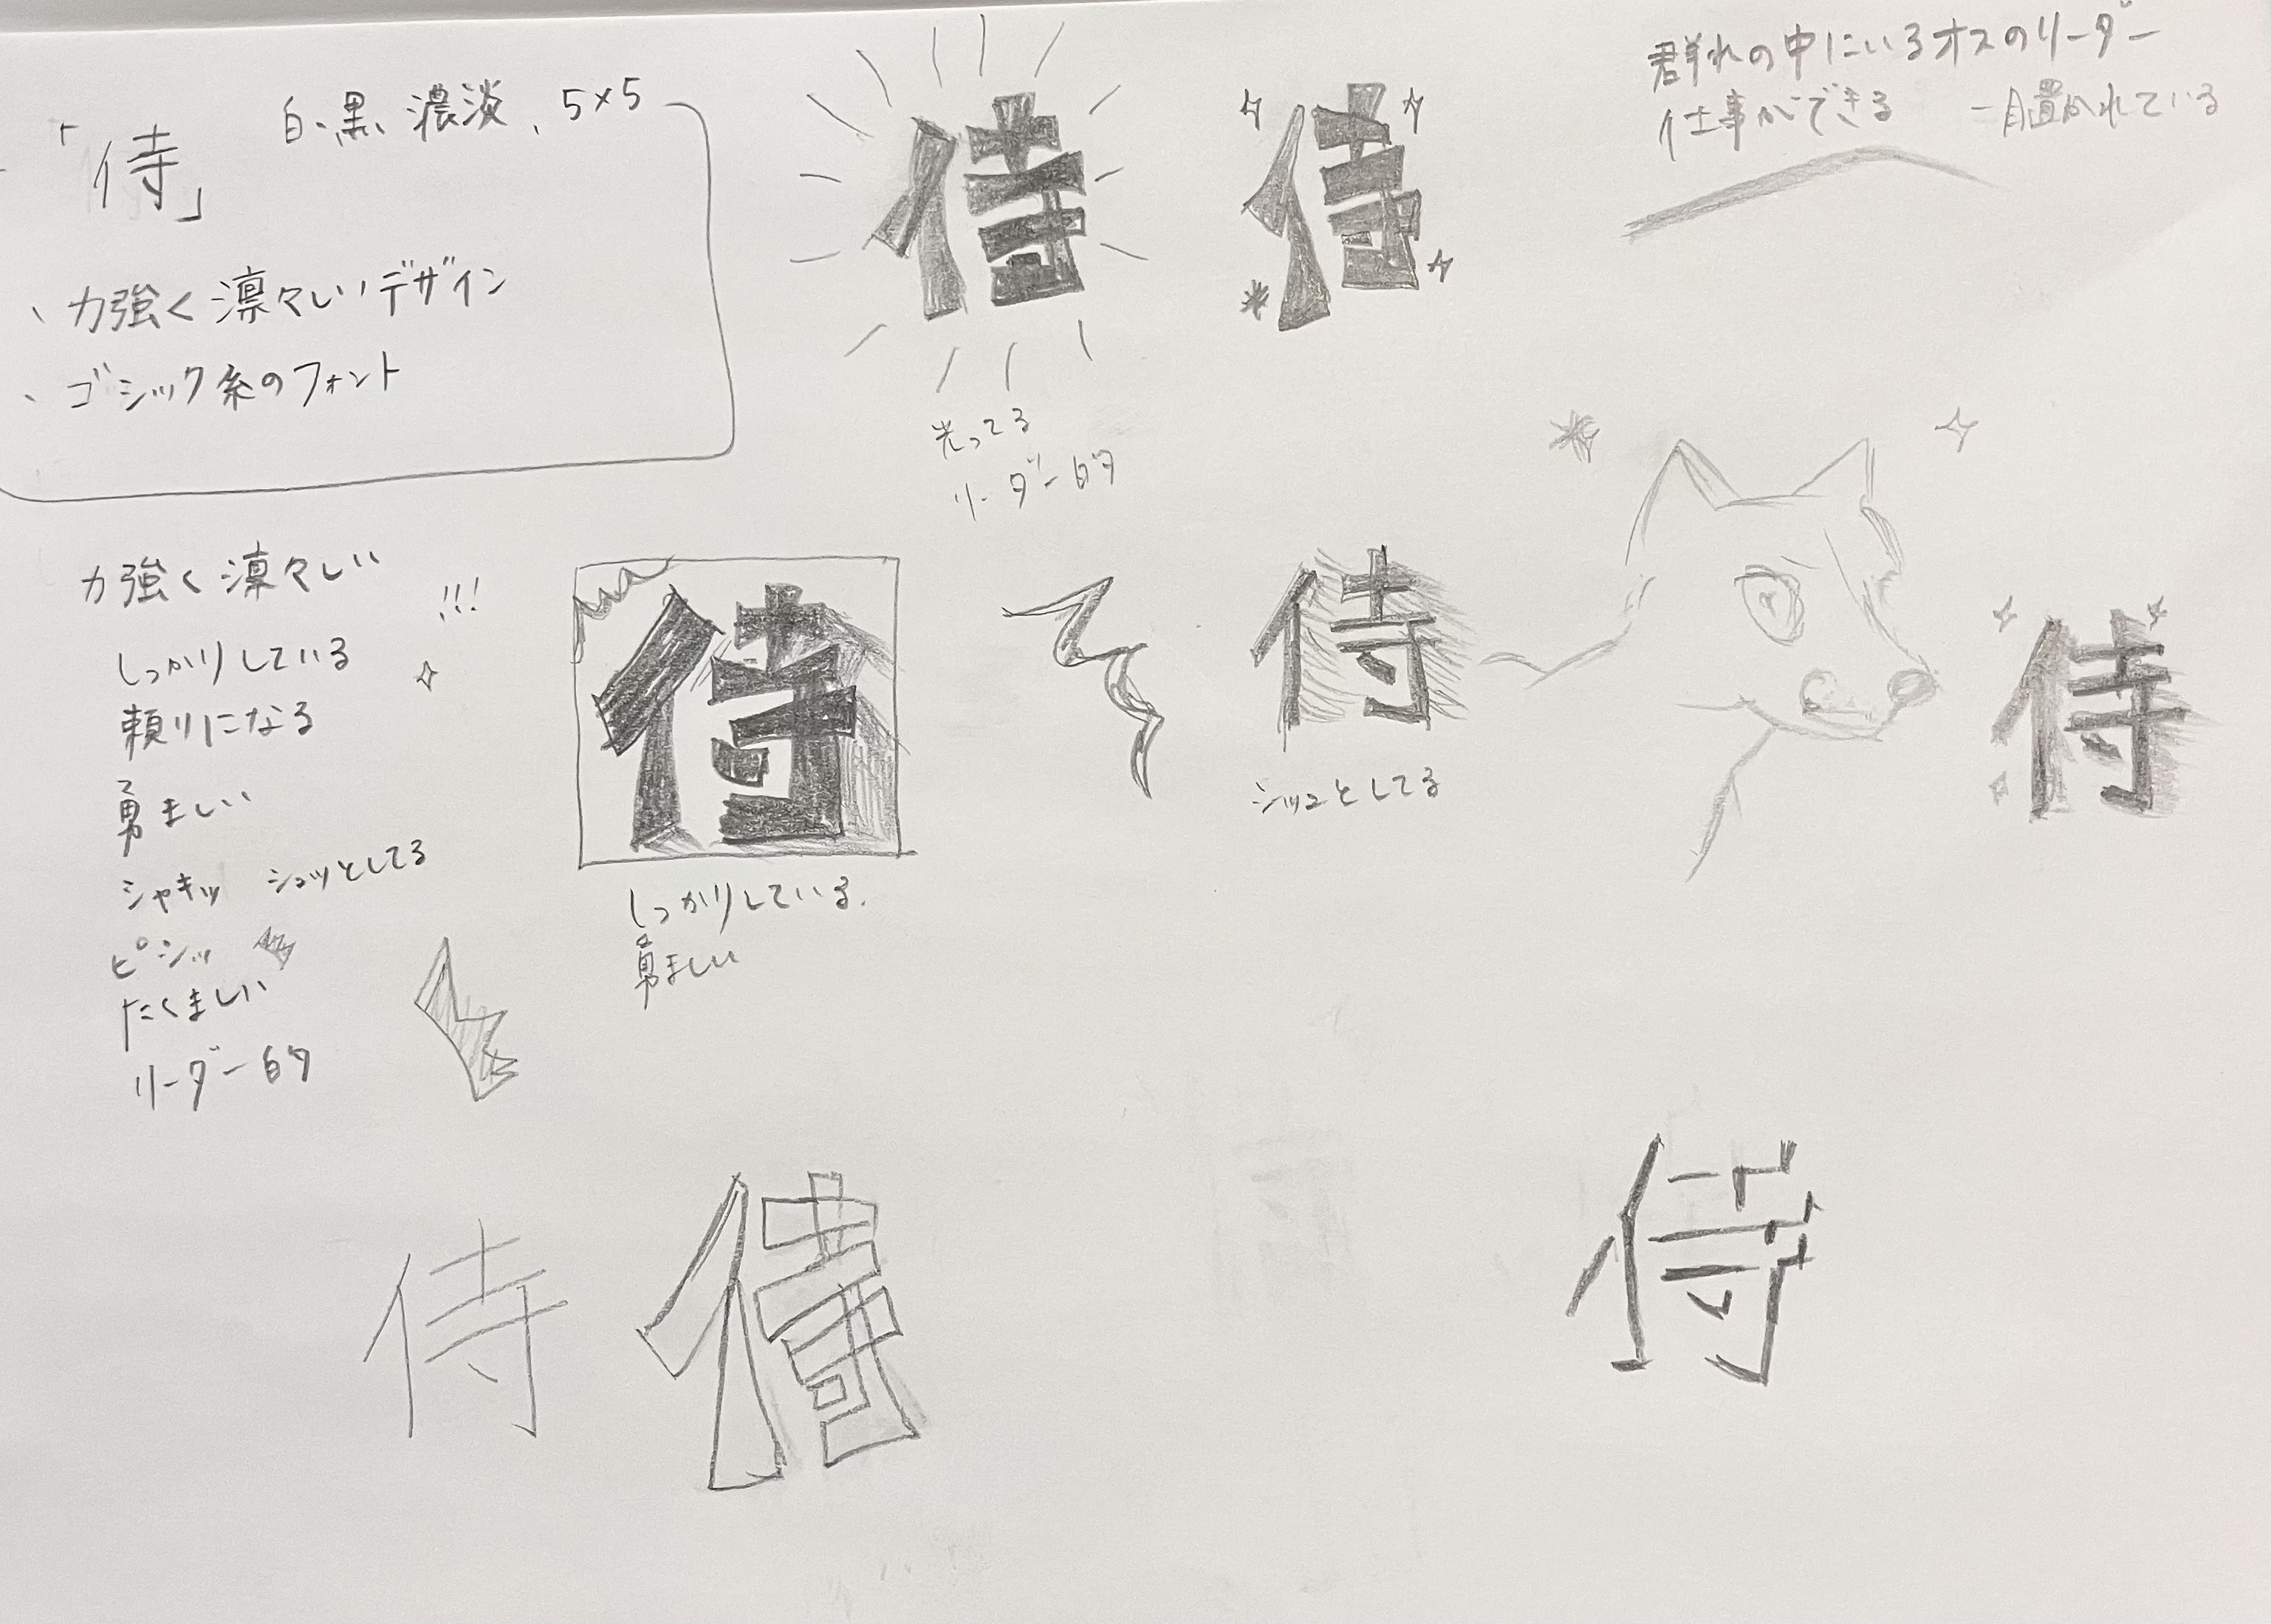 「侍」
白、黒、濃淡、5×5
、力強く凛々しいデザイン
、ゴシック系のフォント
侍
光ってる
リーダー的
侍
群れの中にいるオスのリーダー
仕事ができる 一目置かれている
力強く凛々しい !!!
しっかりしている
頼りになる
勇ましい
シャキッ シュッとしてる
ピシッ
たくましい
リーダー的
侍
しっかりしている.
勇ましい
侍
シュッとしてる
侍
侍
侍
侍